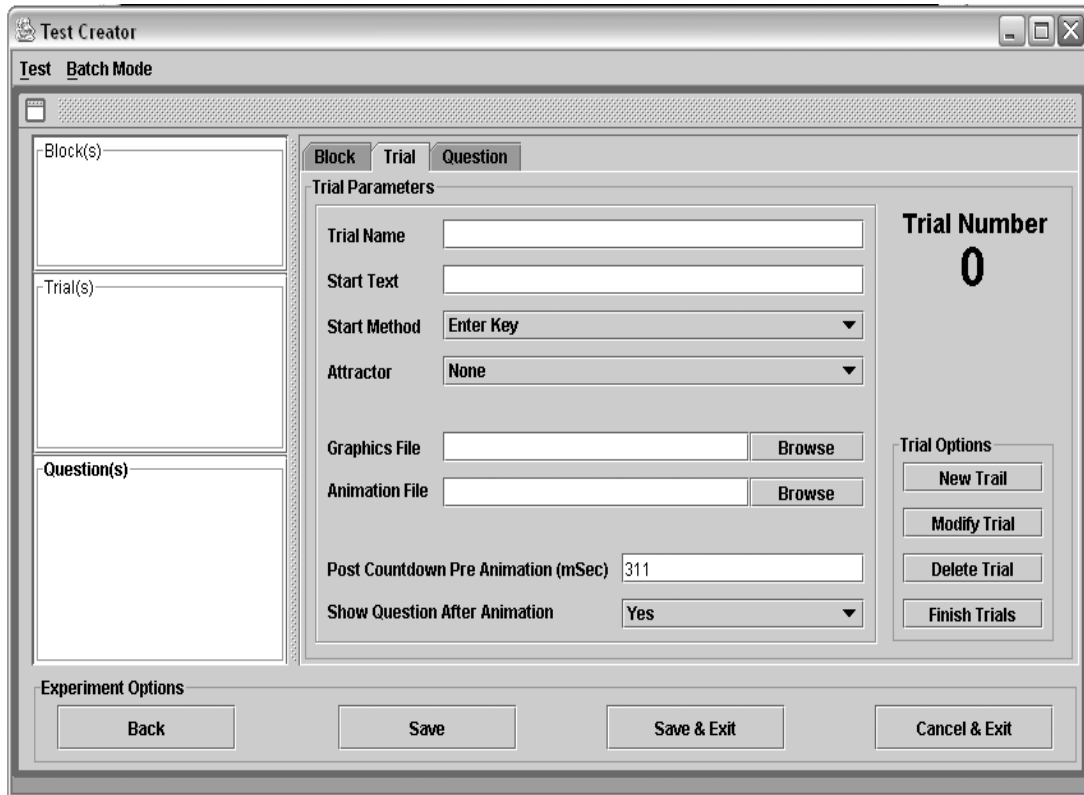 Test Creator
Test Batch Mode
Block(s)
Trial(s)
Question(s)
Block Trial Question
Trial Parameters
Trial Name
Start Text
Start Method Enter Key
Attractor None
Graphics File Browse
Animation File Browse
Post Countdown Pre Animation (mSec) 311
Show Question After Animation Yes
Trial Number
0
Trial Options
New Trail
Modify Trial
Delete Trial
Finish Trials
Experiment Options
Back Save Save & Exit Cancel & Exit